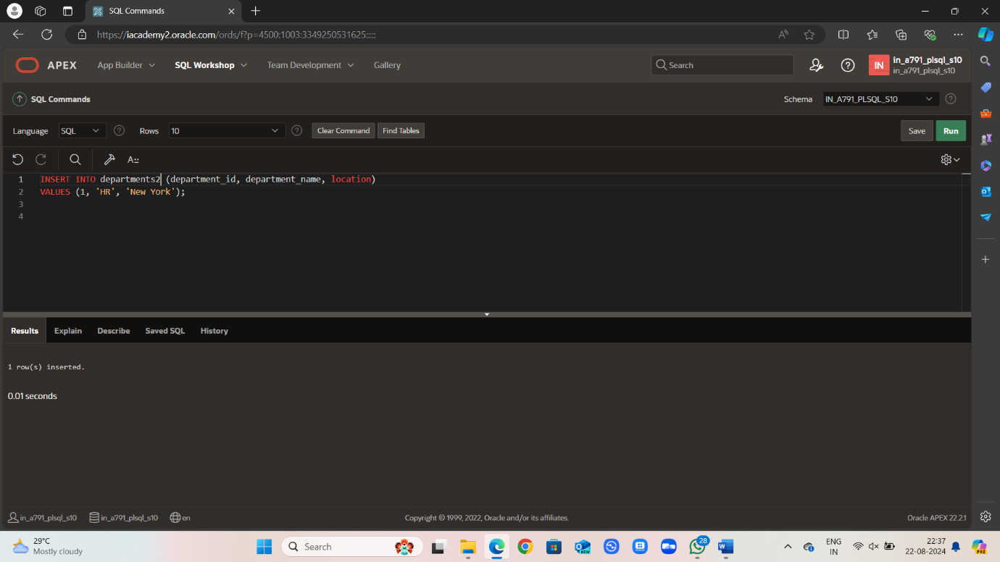 SQL Commands
https://iacademy2.oracle.com/ords/f?p=4500:1003:3349250531625:::::
APEX App Builder SQL Workshop Team Development Gallery Search IN in_a791_plsql_s10
in_a791_plsql_s10
SQL Commands Schema IN_A791_PLSQL_S10
Language SQL Rows 10 Clear Command Find Tables Save Run
A::
1 INSERT INTO departments2 (department_id, department_name, location)
2 VALUES (1, 'HR', 'New York');
3
4
Results Explain Describe Saved SQL History
1 row(s) inserted.
0.01 seconds
in_a791_plsql_s10 in_a791_plsql_s10 en Copyright © 1999, 2022, Oracle and/or its affiliates. Oracle APEX 22.2.1
29°C
Mostly cloudy
Search
NEW
28
W
ENG
IN
22:37
22-08-2024
PRE